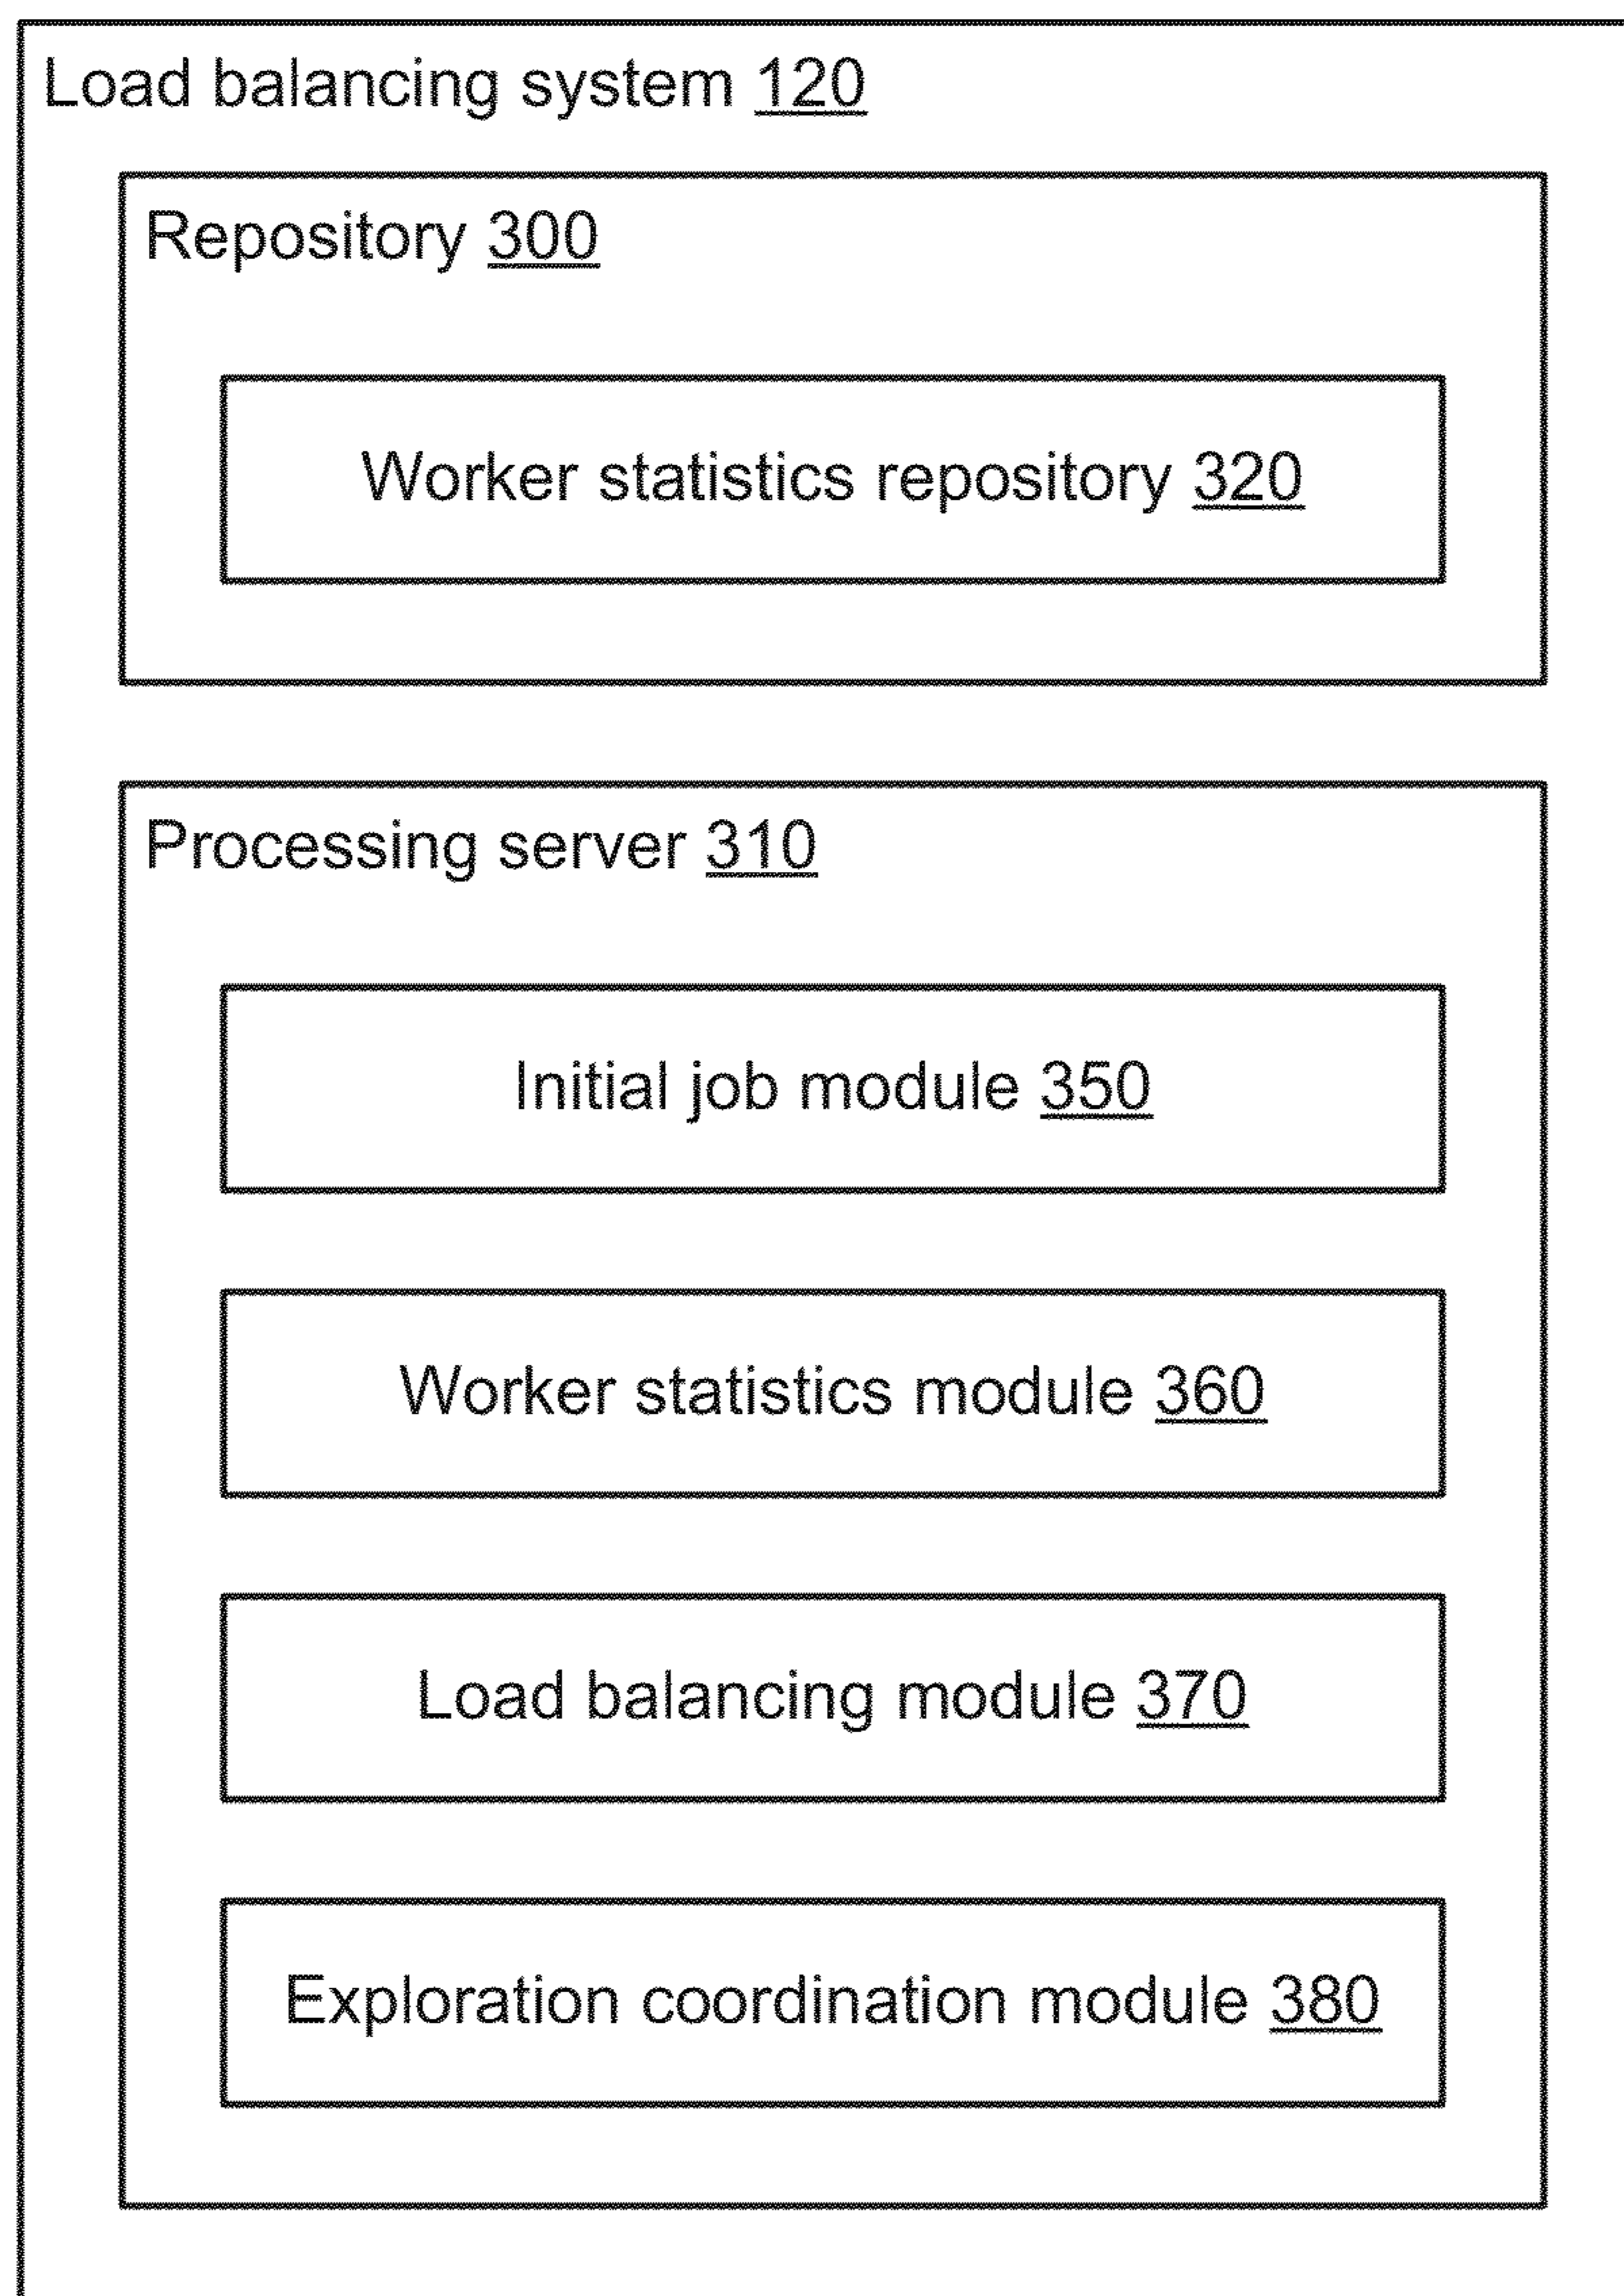 Load balancing system 120
Repository 300
Worker statistics repository 320
Processing server 310
Initial job module 350
Worker statistics module 360
Load balancing module 370
Exploration coordination module 380